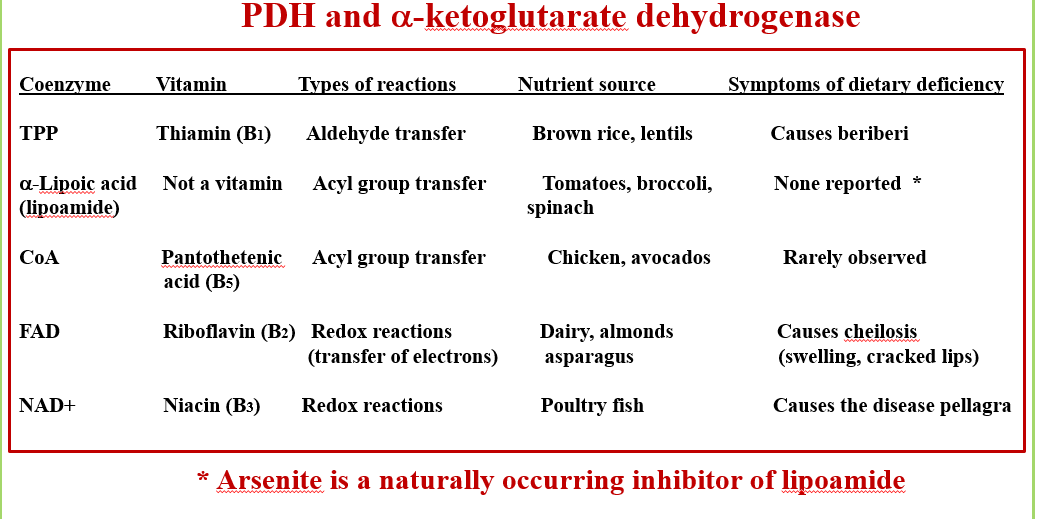 PDH and α-ketoglutarate dehydrogenase
Coenzyme Vitamin Types of reactions Nutrient source Symptoms of dietary deficiency
TPP Thiamin (B1) Aldehyde transfer Brown rice, lentils Causes beriberi
α-Lipoic acid Not a vitamin Acyl group transfer Tomatoes, broccoli, None reported *
(lipoamide) spinach
CoA Pantothetenic Acyl group transfer Chicken, avocados Rarely observed
acid (B5)
FAD Riboflavin (B2) Redox reactions Dairy, almonds Causes cheilosis
(transfer of electrons) asparagus (swelling, cracked lips)
NAD+ Niacin (B3) Redox reactions Poultry fish Causes the disease pellagra
* Arsenite is a naturally occurring inhibitor of lipoamide